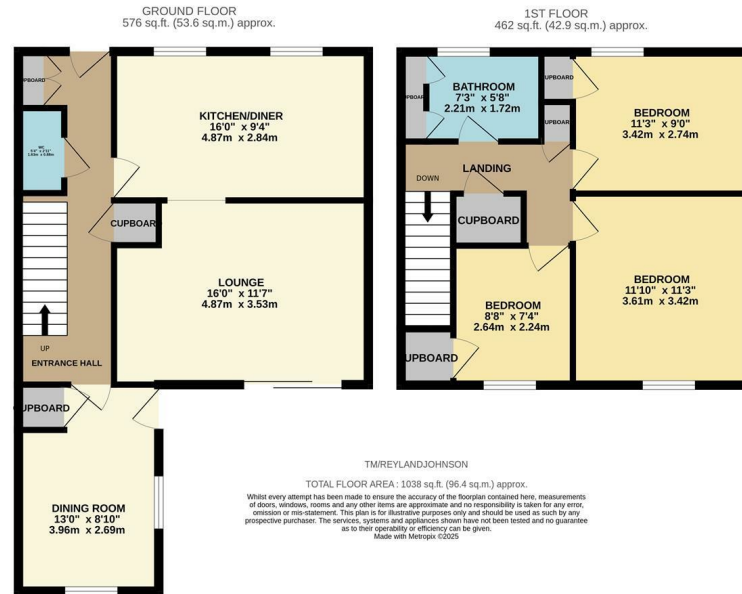 GROUND FLOOR
576 sq.ft. (53.6 sq.m.) approx.
UPBOARD
KITCHEN/DINER
16'0" x 9'4"
4.87m x 2.84m
WC
CUPBOARD
LOUNGE
16'0" x 11'7"
4.87m x 3.53m
UP
ENTRANCE HALL
UPBOARD
DINING ROOM
13'0" x 8'10"
3.96m x 2.69m
1ST FLOOR
462 sq.ft. (42.9 sq.m.) approx.
UPBOARD
BATHROOM
7'3" x 5'8"
2.21m x 1.72m
UPBOARD
BEDROOM
11'3" x 9'0"
3.42m x 2.74m
UPBOAR
LANDING
DOWN
CUPBOARD
BEDROOM
11'10" x 11'3"
3.61m x 3.42m
BEDROOM
8'8" x 7'4"
2.64m x 2.24m
UPBOARD
TM/REYLANDJOHNSON
TOTAL FLOOR AREA : 1038 sq.ft. (96.4 sq.m.) approx.
Whilst every attempt has been made to ensure the accuracy of the floorplan contained here, measurements
of doors, windows, rooms and any other items are approximate and no responsibility is taken for any error,
omission or mis-statement. This plan is for illustrative purposes only and should be used as such by any
prospective purchaser. The services, systems and appliances shown have not been tested and no guarantee
as to their operability or efficiency can be given.
Made with Metropix ©2025